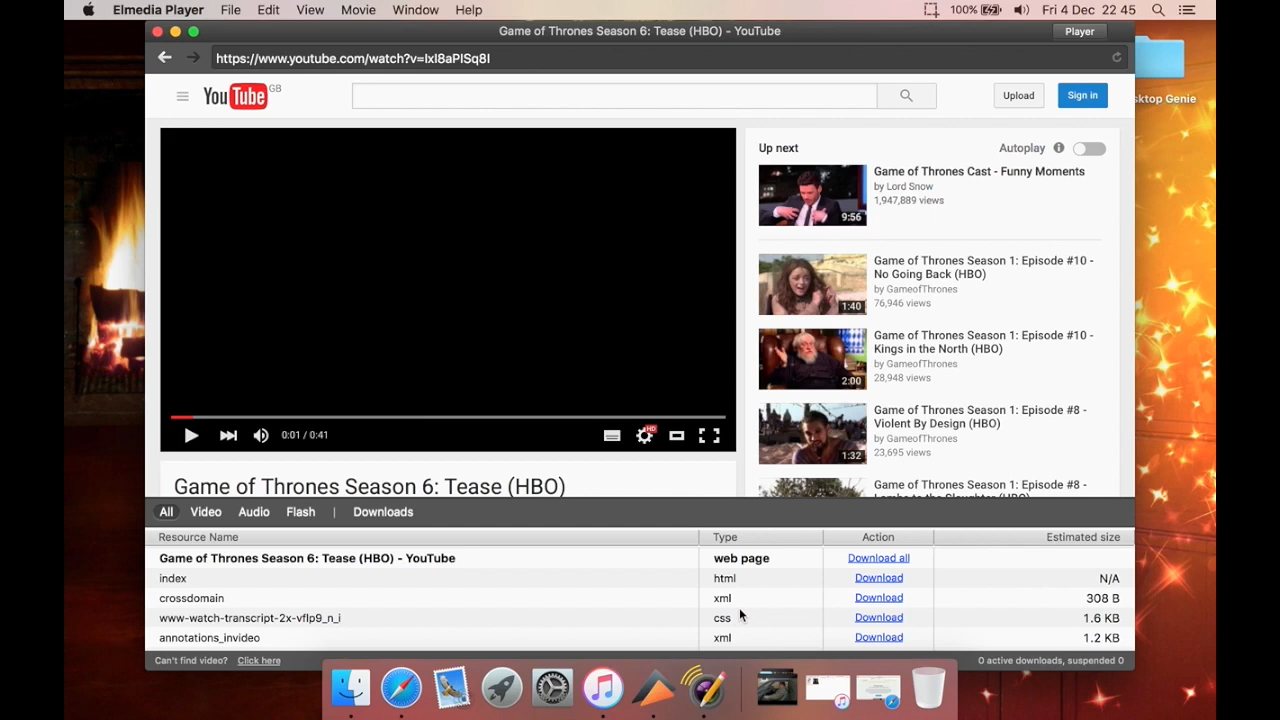 Elmedia Player File Edit View Movie Window Help 100% Fri 4 Dec 22 45
Game of Thrones Season 6: Tease (HBO) - YouTube Player
https://www.youtube.com/watch?v=IxI8aPISq8I
YouTube GB Upload Sign in
sktop Genie
Up next Autoplay
Game of Thrones Cast - Funny Moments
by Lord Snow
1,947,889 views
9:56
Game of Thrones Season 1: Episode #10 -
No Going Back (HBO)
by GameofThrones
76,946 views
1:40
Game of Thrones Season 1: Episode #10 -
Kings in the North (HBO)
by GameofThrones
28,948 views
2:00
Game of Thrones Season 1: Episode #8 -
Violent By Design (HBO)
by GameofThrones
23,695 views
1:32
Game of Thrones Season 1: Episode #8 -
Lambs to the Slaughter (HBO)
0:01 / 0:41 HD
Game of Thrones Season 6: Tease (HBO)
All Video Audio Flash | Downloads
Resource Name Type Action Estimated size
Game of Thrones Season 6: Tease (HBO) - YouTube web page Download all
index html Download N/A
crossdomain xml Download 308 B
www-watch-transcript-2x-vflp9_n_i css Download 1.6 KB
annotations_invideo xml Download 1.2 KB
Can't find video? Click here 0 active downloads, suspended 0